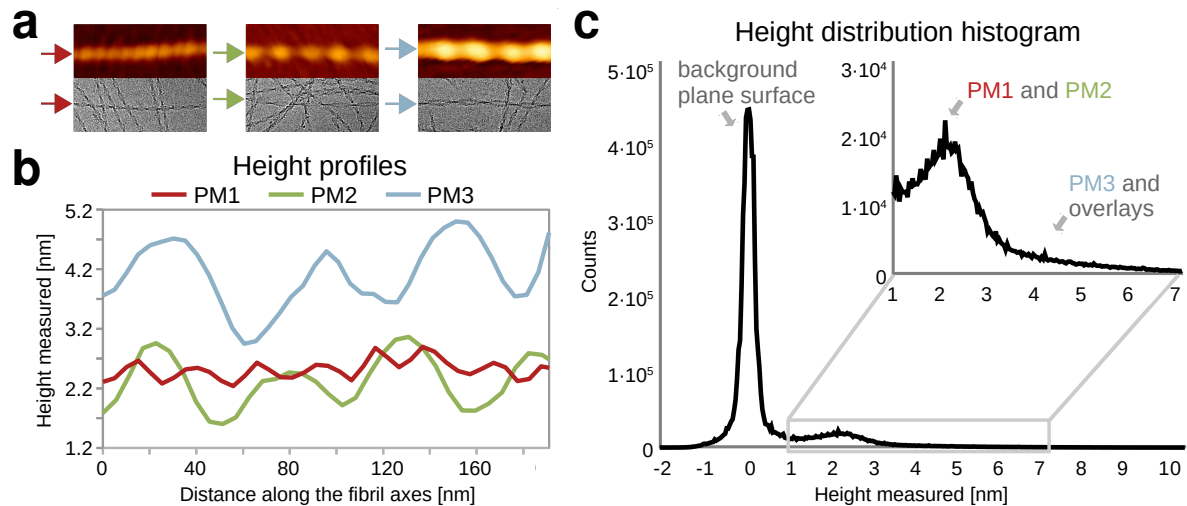 a
b
Height profiles
PM1 PM2 PM3
Height measured [nm]
5.2
4.2
3.2
2.2
1.2
0 40 80 120 160
Distance along the fibril axes [nm]
c
Height distribution histogram
Counts
5·10⁵
4·10⁵
3·10⁵
2·10⁵
1·10⁵
0
background
plane surface
-2 -1 0 1 2 3 4 5 6 7 8 9 10
Height measured [nm]
3·10⁴
2·10⁴
1·10⁴
0
PM1 and PM2
PM3 and
overlays
1 2 3 4 5 6 7